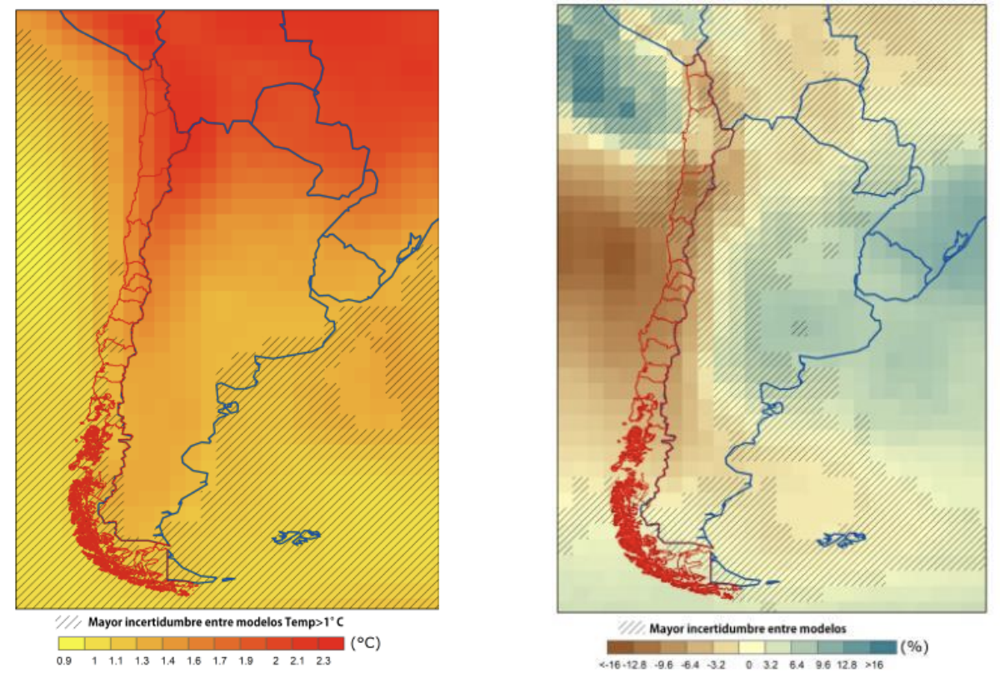 Mayor incertidumbre entre modelos Temp>1° C
(°C)
0.9 1 1.1 1.3 1.4 1.6 1.7 1.9 2 2.1 2.3
Mayor incertidumbre entre modelos
(%)
<-16 -12.8 -9.6 -6.4 -3.2 0 3.2 6.4 9.6 12.8 >16